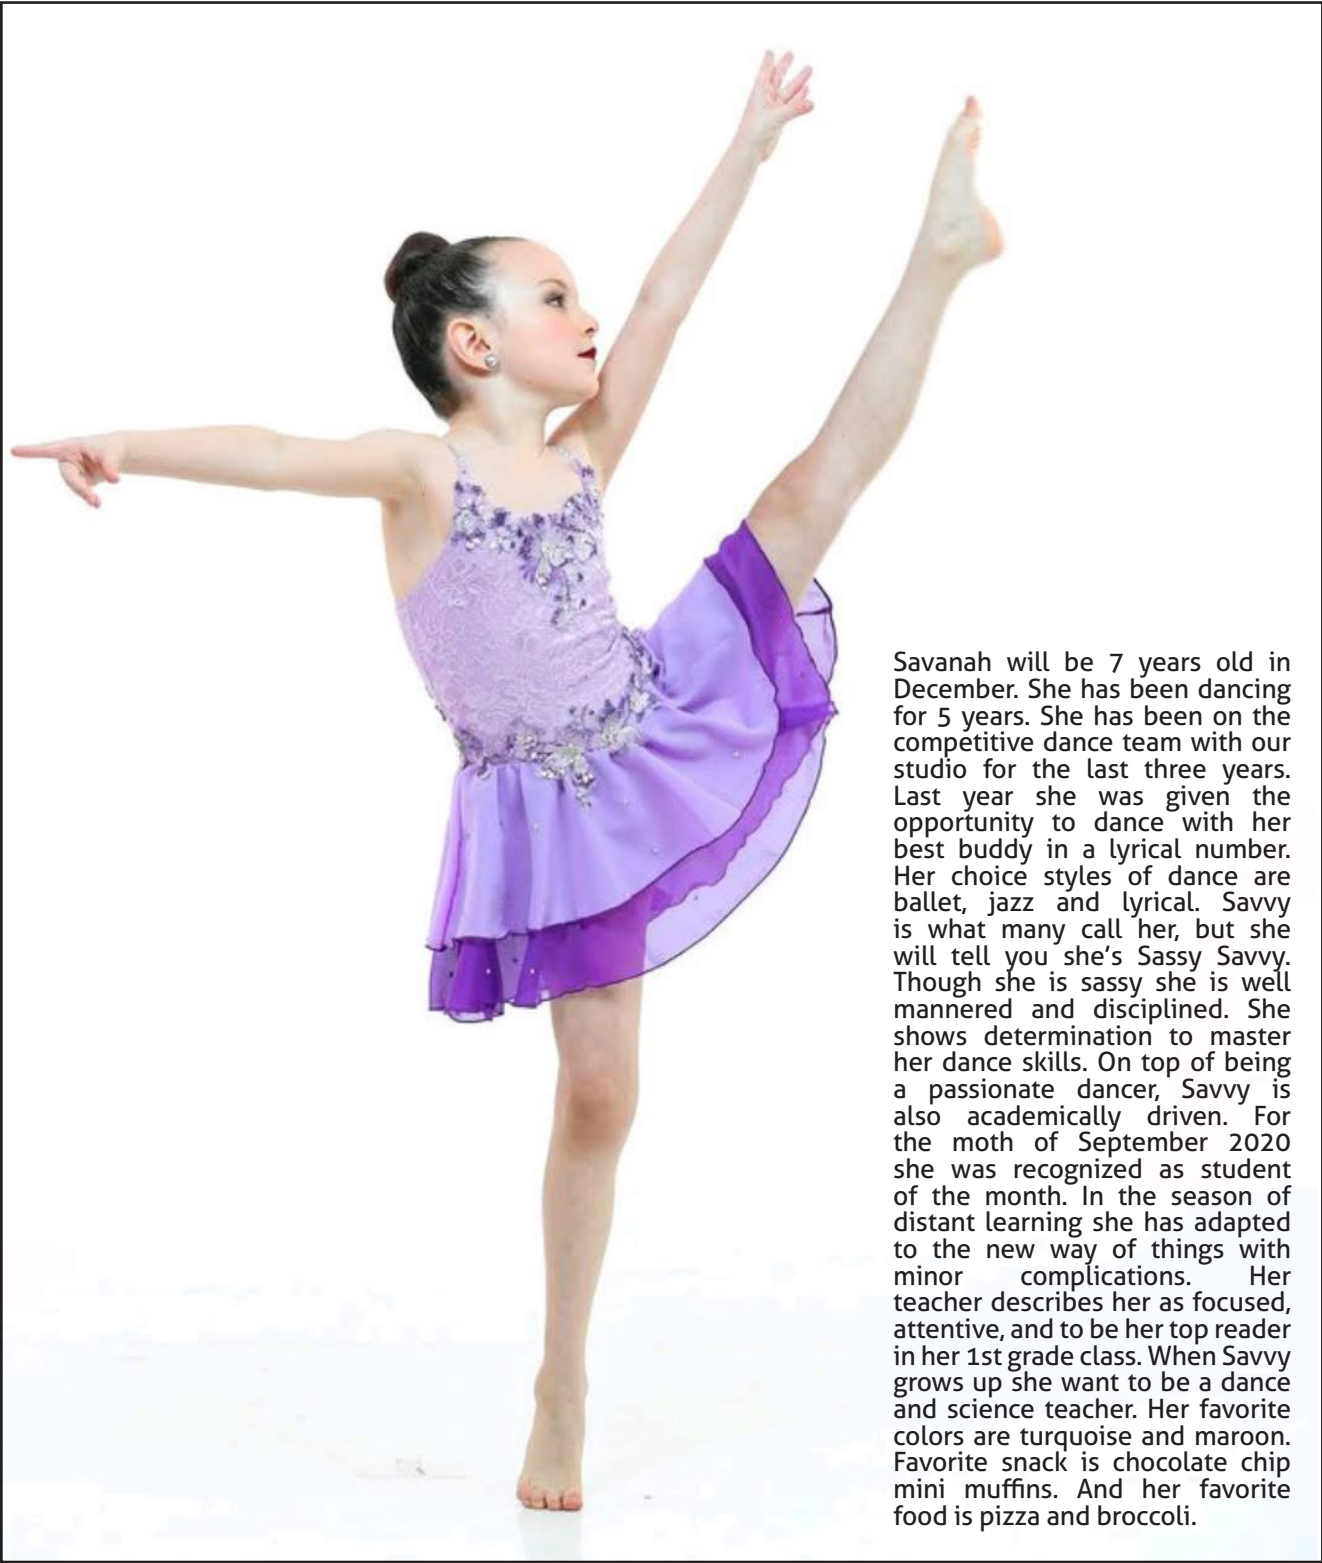 Savanah will be 7 years old in
December. She has been dancing
for 5 years. She has been on the
competitive dance team with our
studio for the last three years.
Last year she was given the
opportunity to dance with her
best buddy in a lyrical number.
Her choice styles of dance are
ballet, jazz and lyrical. Savvy
is what many call her, but she
will tell you she’s Sassy Savvy.
Though she is sassy she is well
mannered and disciplined. She
shows determination to master
her dance skills. On top of being
a passionate dancer, Savvy is
also academically driven. For
the moth of September 2020
she was recognized as student
of the month. In the season of
distant learning she has adapted
to the new way of things with
minor complications. Her
teacher describes her as focused,
attentive, and to be her top reader
in her 1st grade class. When Savvy
grows up she want to be a dance
and science teacher. Her favorite
colors are turquoise and maroon.
Favorite snack is chocolate chip
mini muffins. And her favorite
food is pizza and broccoli.